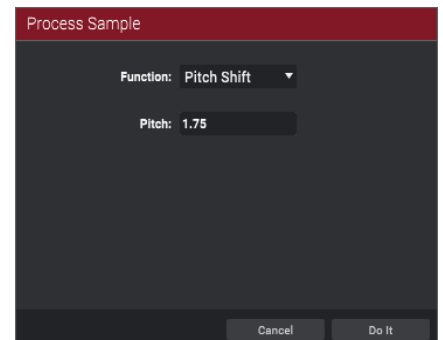 Process Sample
Function: Pitch Shift
Pitch: 1.75
Cancel Do It